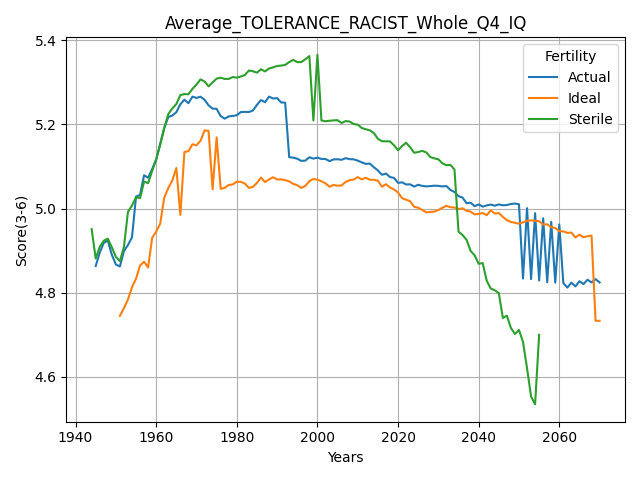 Average_TOLERANCE_RACIST_Whole_Q4_IQ
5.4
5.2
5.0
4.8
4.6
Score(3-6)
Fertility
Actual
Ideal
Sterile
1940
1960
1980
2000
2020
2040
2060
Years